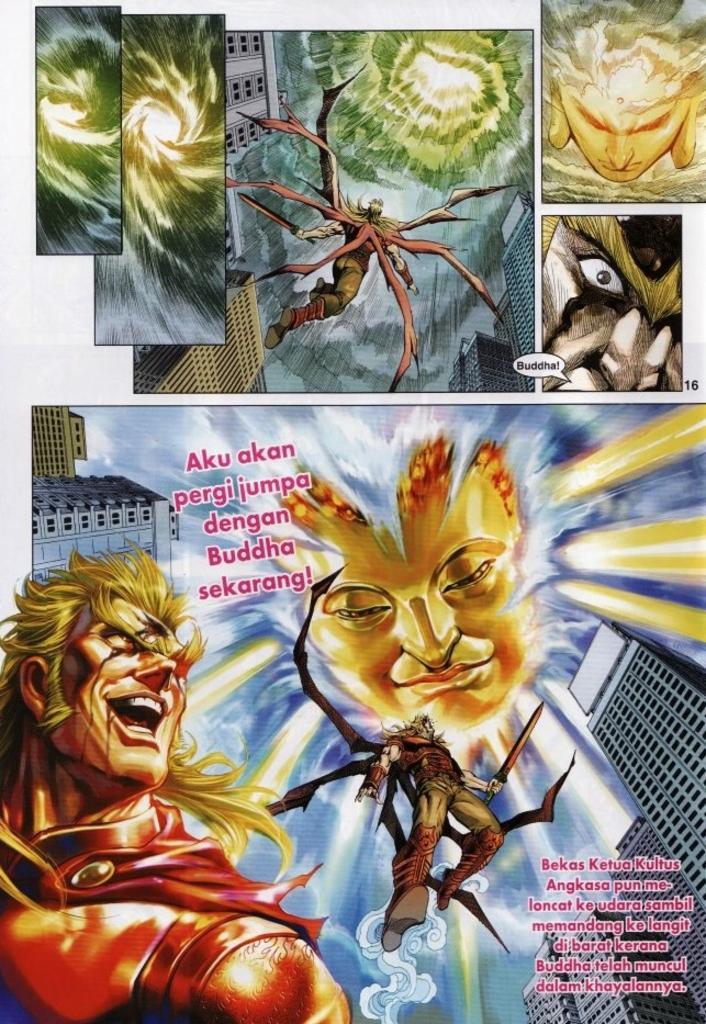 Buddha!
16
Aku akan
pergi jumpa
dengan
Buddha
sekarang!
Bekas Ketua Kultus
Angkasa pun me-
loncat ke udara sambil
memandang ke langit
di barat kerana
Buddha telah muncul
dalam khayalannya.